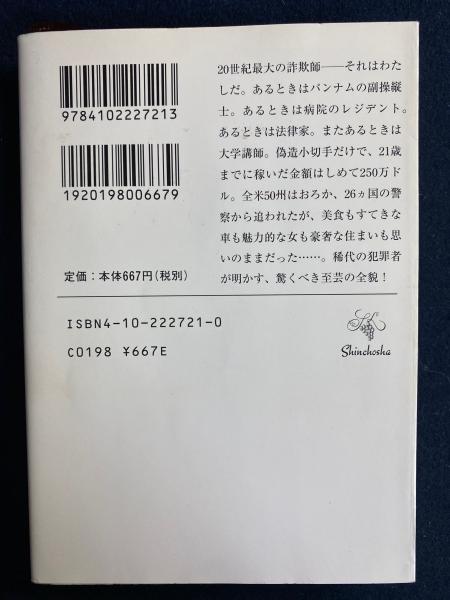 9784102227213
1920198006679
定価：本体667円（税別）
20世紀最大の詐欺師——それはわた
しだ。あるときはパンナムの副操縦
士。あるときは病院のレジデント。
あるときは法律家。またあるときは
大学講師。偽造小切手だけで、21歳
までに稼いだ金額はしめて250万ド
ル。全米50州はおろか、26ヵ国の警
察から追われたが、美食もすてきな
車も魅力的な女も豪奢な住まいも思
いのままだった……。稀代の犯罪者
が明かす、驚くべき至芸の全貌！
ISBN4-10-222721-0
C0198 ¥667E
Shinchosha